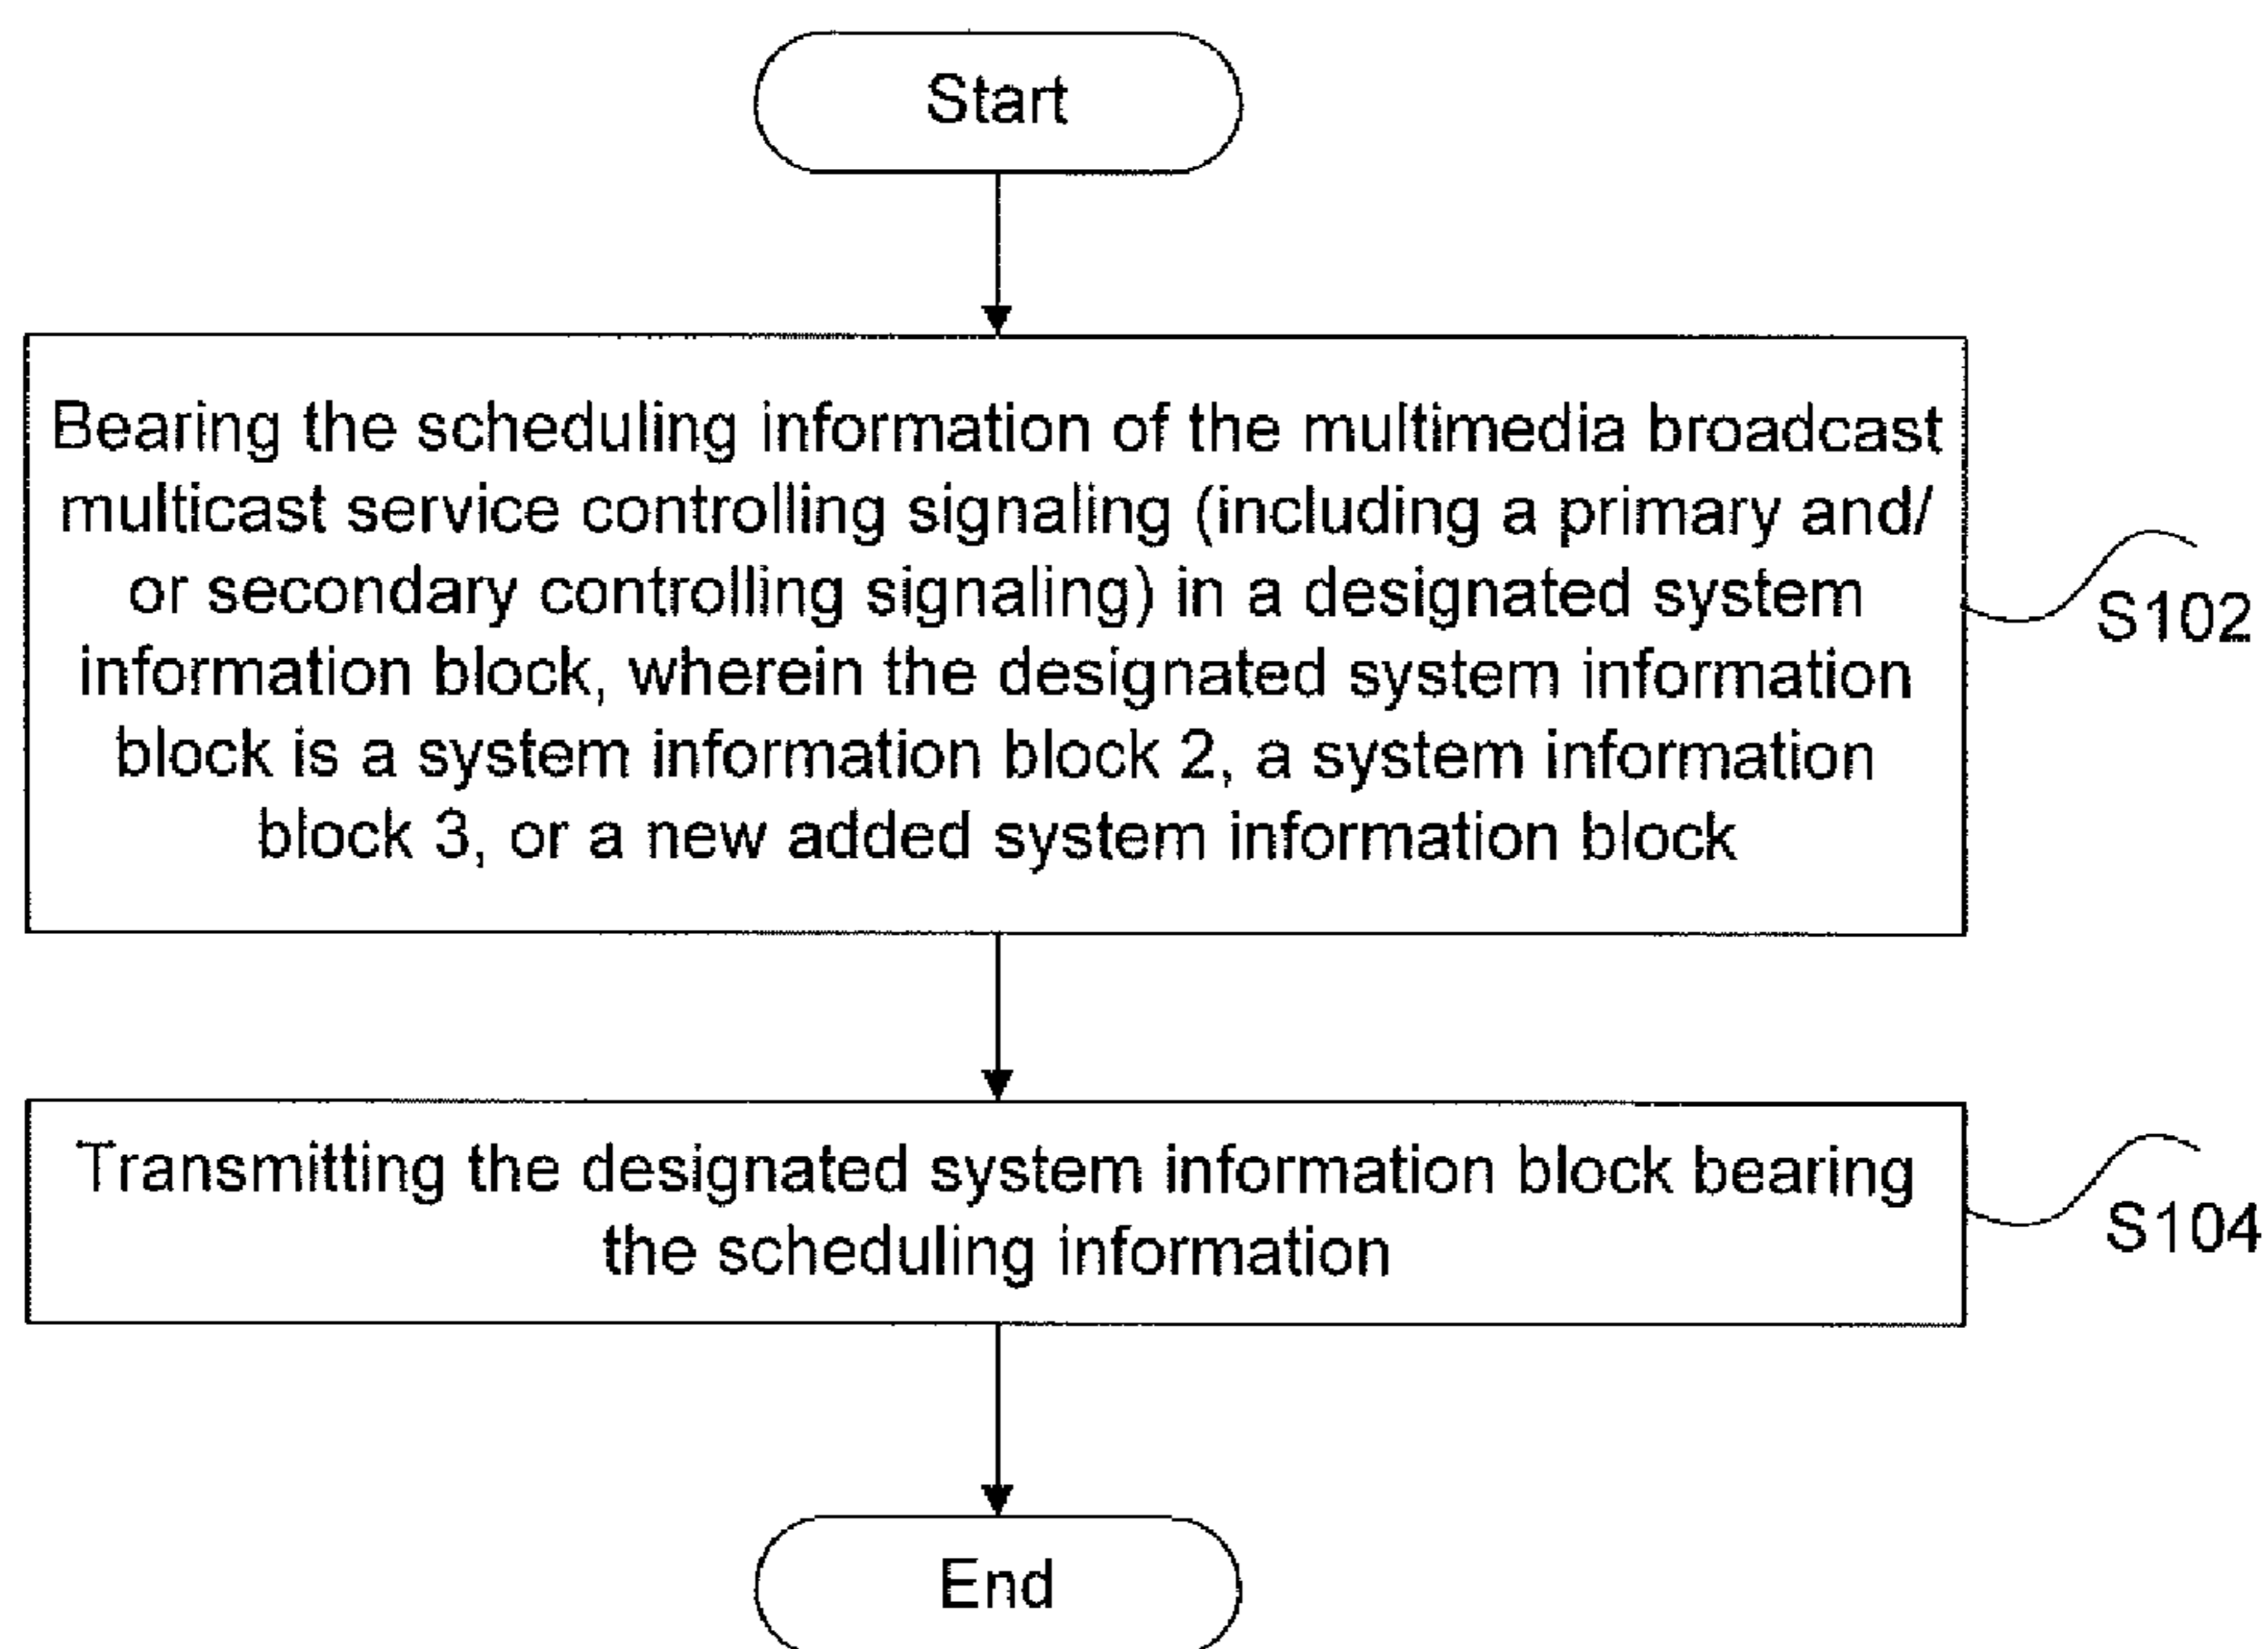 Start
Bearing the scheduling information of the multimedia broadcast
multicast service controlling signaling (including a primary and/
or secondary controlling signaling) in a designated system
information block, wherein the designated system information
block is a system information block 2, a system information
block 3, or a new added system information block
S102
Transmitting the designated system information block bearing
the scheduling information
S104
End